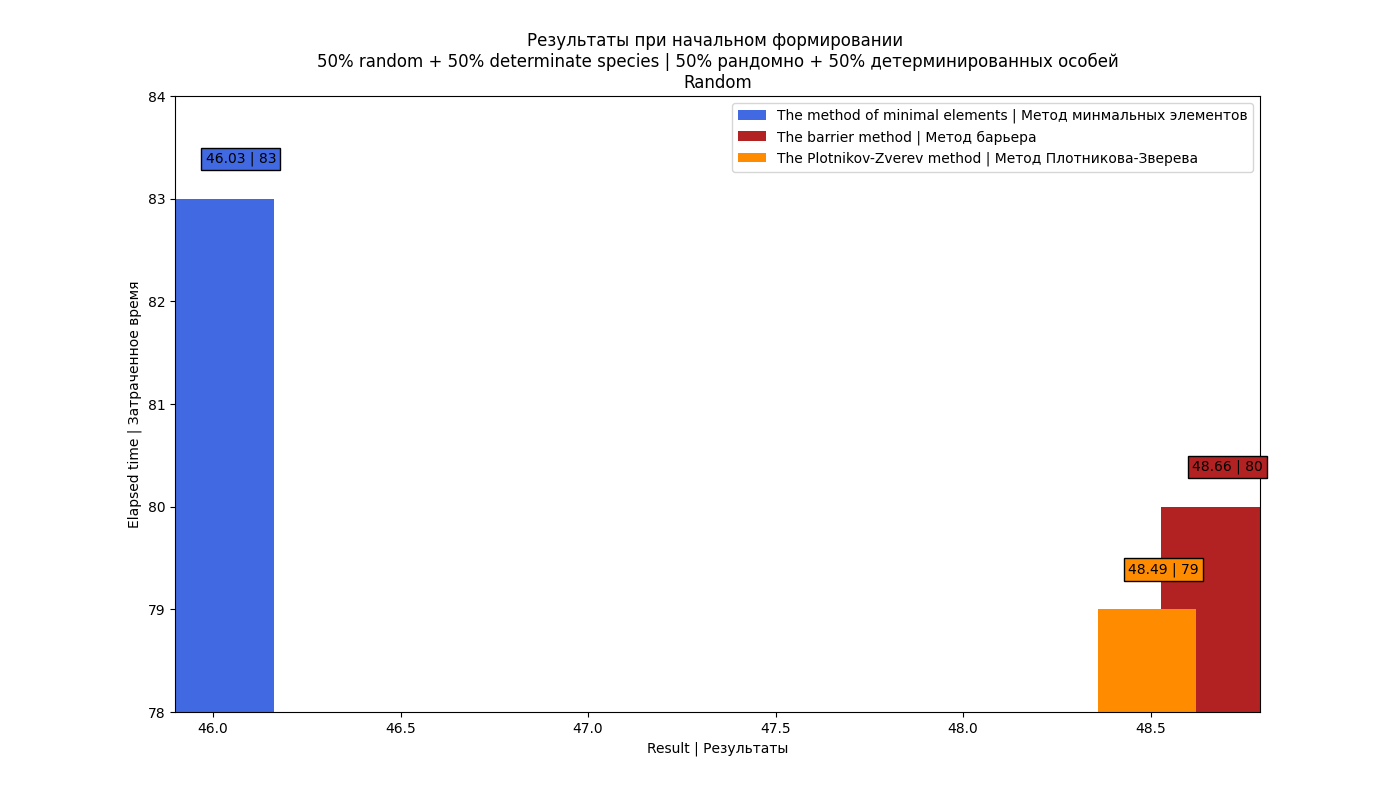 Результаты при начальном формировании
50% random + 50% determinate species | 50% рандомно + 50% детерминированных особей
Random
84
83
82
81
80
79
78
Elapsed time | Затраченное время
The method of minimal elements | Метод минмальных элементов
The barrier method | Метод барьера
The Plotnikov-Zverev method | Метод Плотникова-Зверева
46.03 | 83
48.66 | 80
48.49 | 79
46.0 46.5 47.0 47.5 48.0 48.5
Result | Результаты